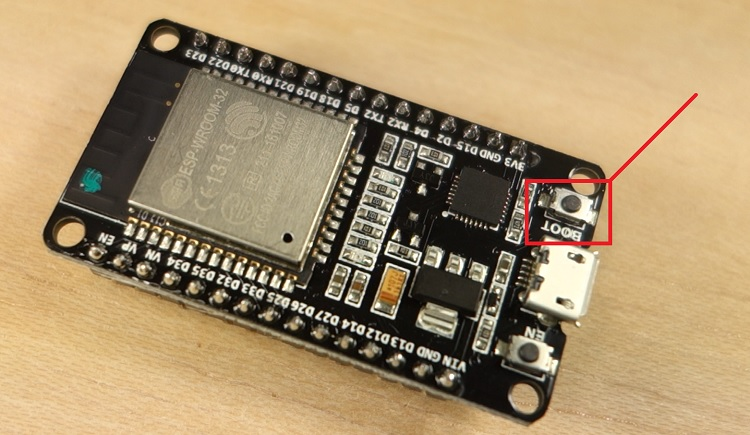 D23 D22 TX0 RX0 D21 D19 D18 D5 TX2 RX2 D4 D2 D15 GND 3V3
ESP-WROOM-32
CE1313
BOOT
EN
EN VP VN D34 D35 D32 D33 D25 D26 D27 D14 D12 D13 GND VIN